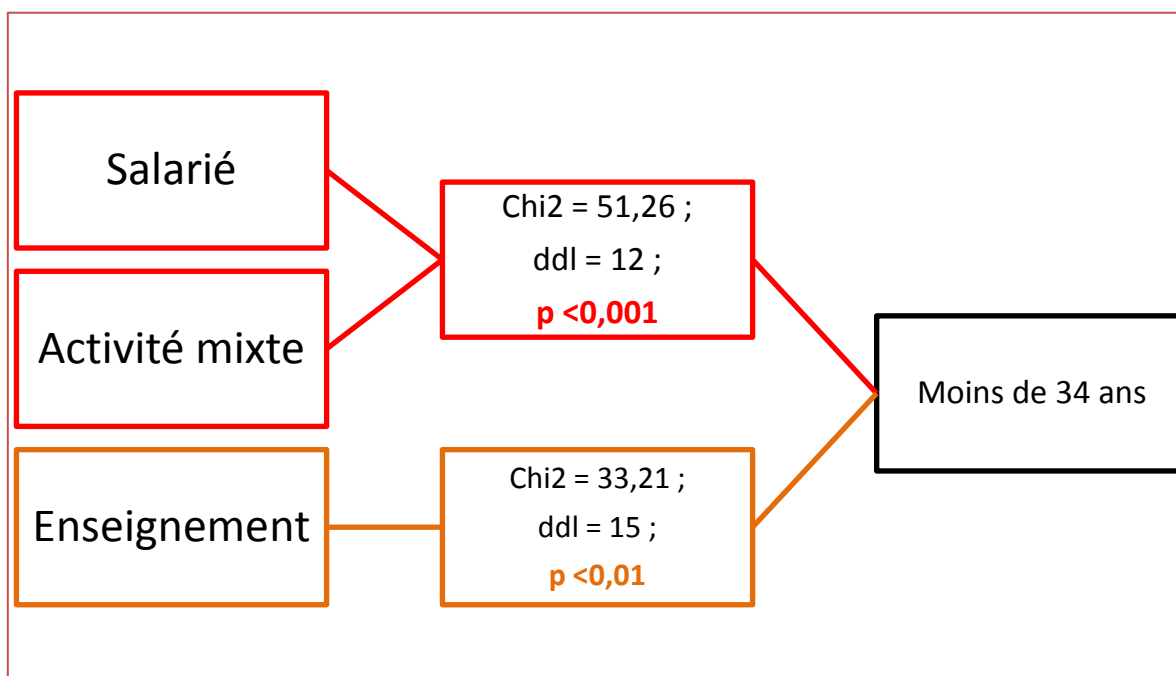 Salarié
Activité mixte
Enseignement
Chi2 = 51,26 ;
ddl = 12 ;
p <0,001
Chi2 = 33,21 ;
ddl = 15 ;
p <0,01
Moins de 34 ans